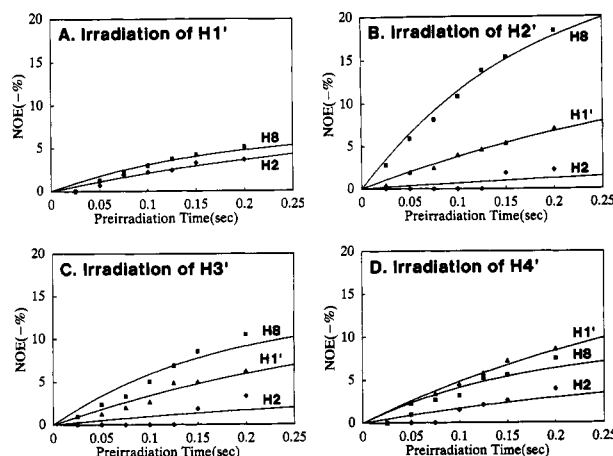 A. Irradiation of H1'
NOE(−%)
20
15
10
5
0
H8
H2
0 0.05 0.1 0.15 0.2 0.25
Preirradiation Time(sec)
B. Irradiation of H2'
NOE(−%)
20
15
10
5
0
H8
H1'
H2
0 0.05 0.1 0.15 0.2 0.25
Preirradiation Time(sec)
C. Irradiation of H3'
NOE(−%)
20
15
10
5
0
H8
H1'
H2
0 0.05 0.1 0.15 0.2 0.25
Preirradiation Time(sec)
D. Irradiation of H4'
NOE(−%)
20
15
10
5
0
H1'
H8
H2
0 0.05 0.1 0.15 0.2 0.25
Preirradiation Time(sec)